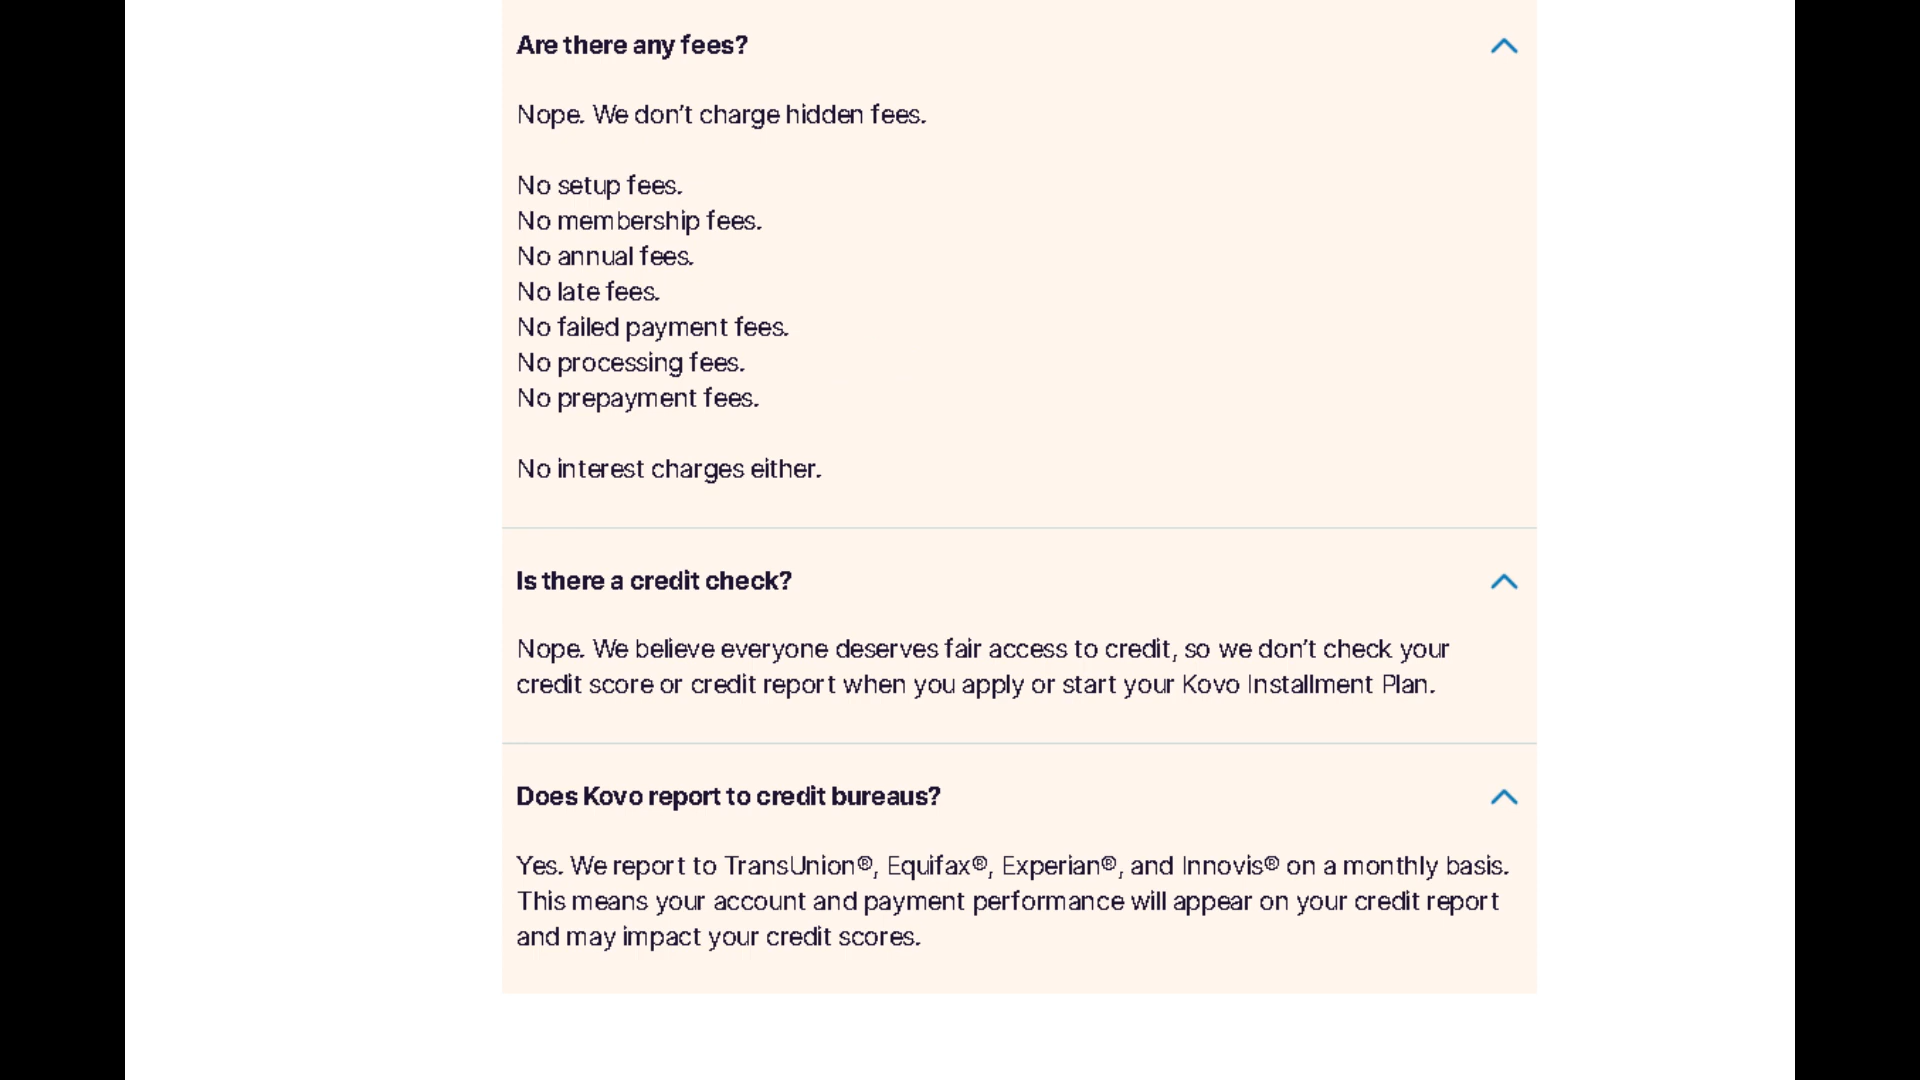 Are there any fees?
Nope. We don’t charge hidden fees.
No setup fees.
No membership fees.
No annual fees.
No late fees.
No failed payment fees.
No processing fees.
No prepayment fees.
No interest charges either.
Is there a credit check?
Nope. We believe everyone deserves fair access to credit, so we don’t check your
credit score or credit report when you apply or start your Kovo Installment Plan.
Does Kovo report to credit bureaus?
Yes. We report to TransUnion®, Equifax®, Experian®, and Innovis® on a monthly basis.
This means your account and payment performance will appear on your credit report
and may impact your credit scores.